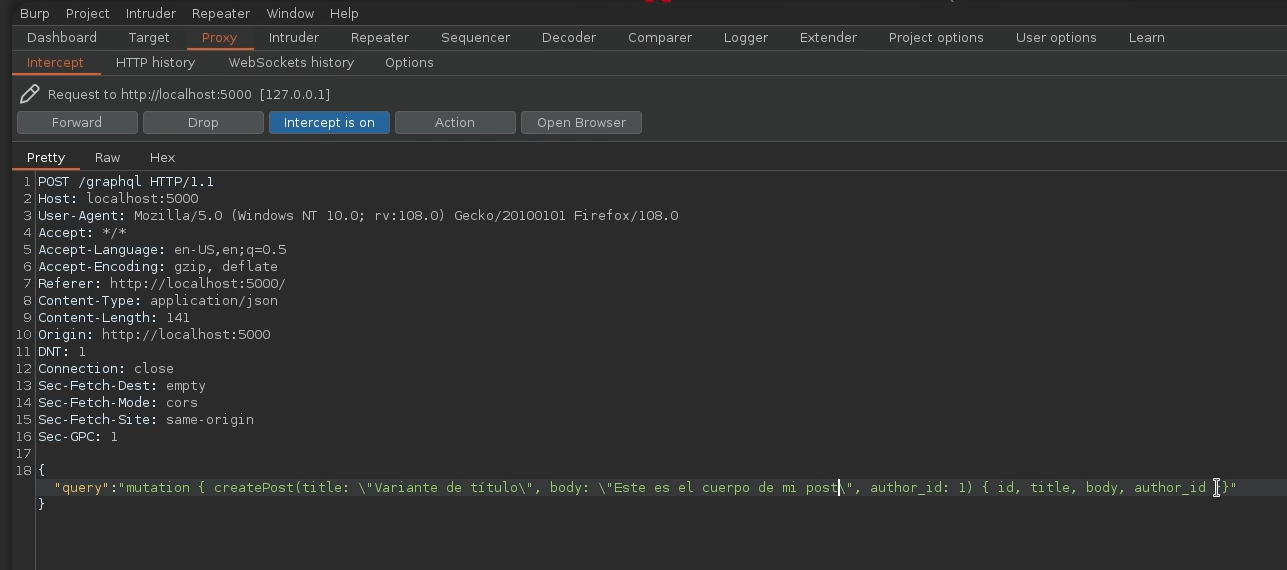 Burp Project Intruder Repeater Window Help
Dashboard Target Proxy Intruder Repeater Sequencer Decoder Comparer Logger Extender Project options User options Learn
Intercept HTTP history WebSockets history Options
Request to http://localhost:5000 [127.0.0.1]
Forward Drop Intercept is on Action Open Browser
Pretty Raw Hex
1 POST /graphql HTTP/1.1
2 Host: localhost:5000
3 User-Agent: Mozilla/5.0 (Windows NT 10.0; rv:108.0) Gecko/20100101 Firefox/108.0
4 Accept: */*
5 Accept-Language: en-US,en;q=0.5
6 Accept-Encoding: gzip, deflate
7 Referer: http://localhost:5000/
8 Content-Type: application/json
9 Content-Length: 141
10 Origin: http://localhost:5000
11 DNT: 1
12 Connection: close
13 Sec-Fetch-Dest: empty
14 Sec-Fetch-Mode: cors
15 Sec-Fetch-Site: same-origin
16 Sec-GPC: 1
17
18 {
"query":"mutation { createPost(title: \"Variante de título\", body: \"Este es el cuerpo de mi post\", author_id: 1) { id, title, body, author_id }}"
}